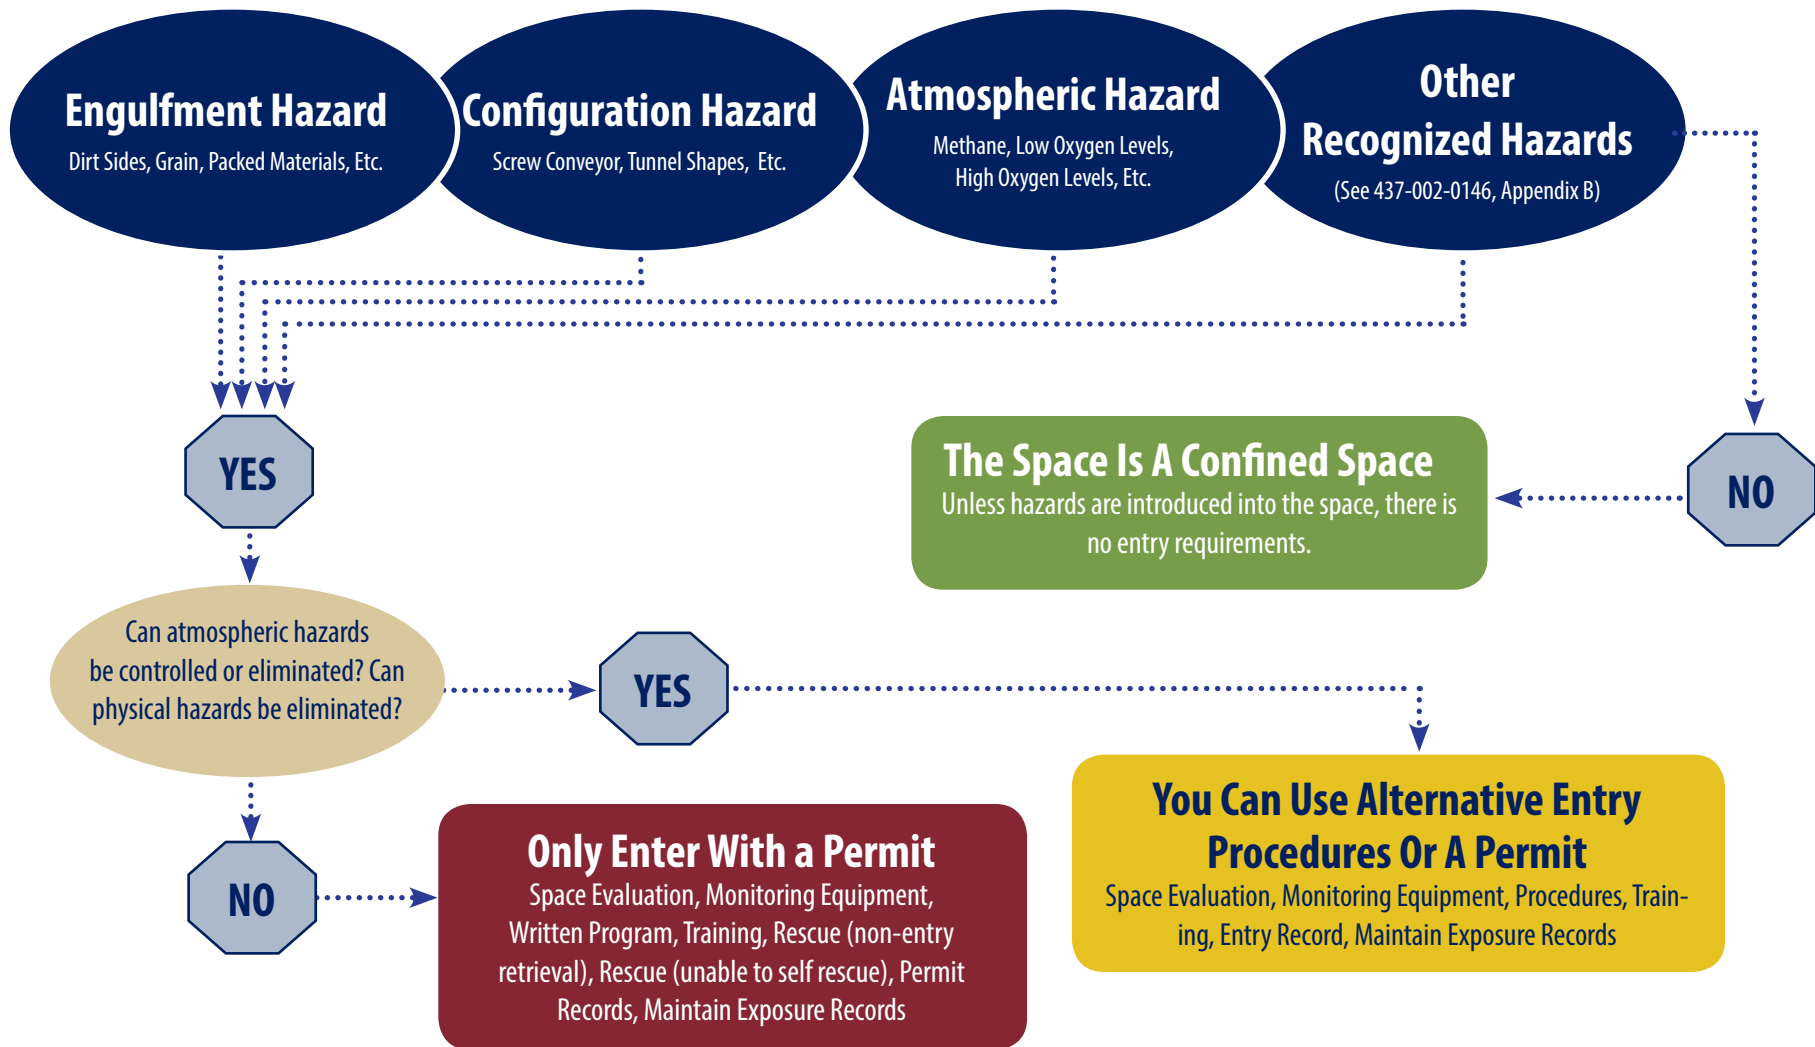 Engulfment Hazard
Dirt Sides, Grain, Packed Materials, Etc.
Configuration Hazard
Screw Conveyor, Tunnel Shapes, Etc.
Atmospheric Hazard
Methane, Low Oxygen Levels,
High Oxygen Levels, Etc.
Other
Recognized Hazards
(See 437-002-0146, Appendix B)
YES
The Space Is A Confined Space
Unless hazards are introduced into the space, there is
no entry requirements.
NO
Can atmospheric hazards
be controlled or eliminated? Can
physical hazards be eliminated?
YES
You Can Use Alternative Entry
Procedures Or A Permit
Space Evaluation, Monitoring Equipment, Procedures, Train-
ing, Entry Record, Maintain Exposure Records
NO
Only Enter With a Permit
Space Evaluation, Monitoring Equipment,
Written Program, Training, Rescue (non-entry
retrieval), Rescue (unable to self rescue), Permit
Records, Maintain Exposure Records